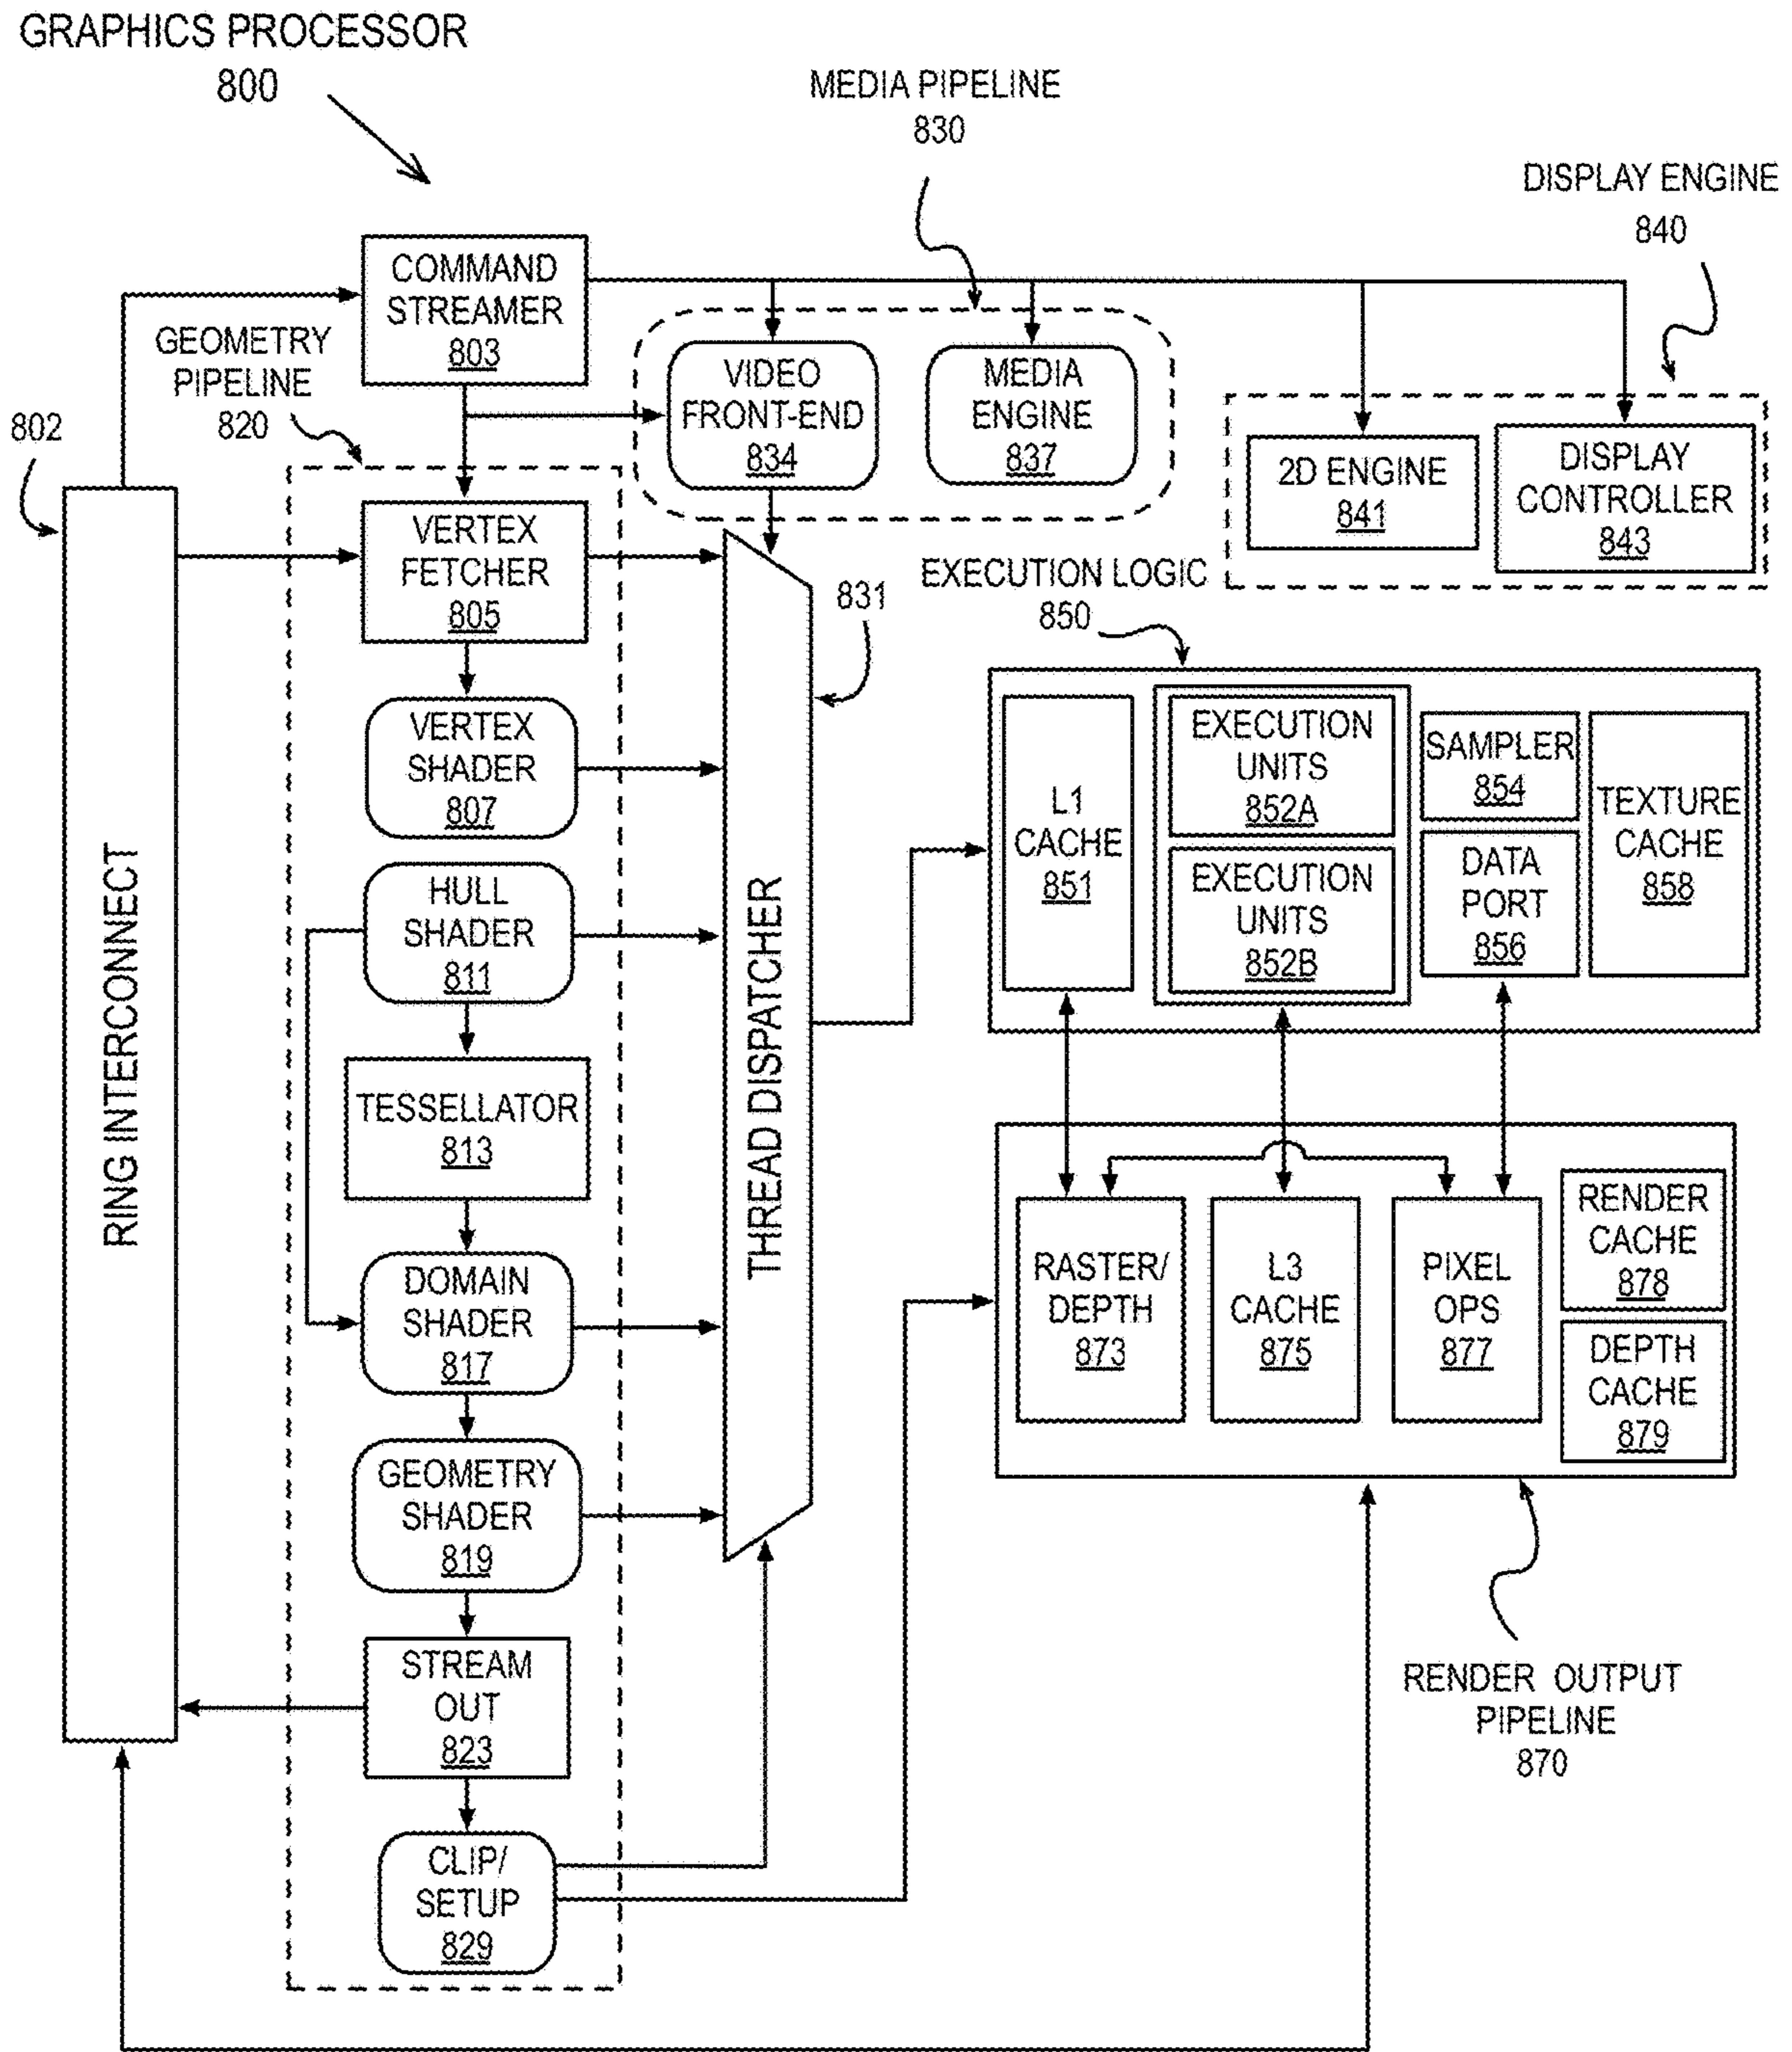 GRAPHICS PROCESSOR
800
MEDIA PIPELINE
830
DISPLAY ENGINE
840
COMMAND
STREAMER
803
GEOMETRY
PIPELINE
820
802
VIDEO
FRONT-END
834
MEDIA
ENGINE
837
2D ENGINE
841
DISPLAY
CONTROLLER
843
RING INTERCONNECT
VERTEX
FETCHER
805
VERTEX
SHADER
807
HULL
SHADER
811
TESSELLATOR
813
DOMAIN
SHADER
817
GEOMETRY
SHADER
819
STREAM
OUT
823
CLIP/
SETUP
829
THREAD DISPATCHER
831
EXECUTION LOGIC
850
L1
CACHE
851
EXECUTION
UNITS
852A
EXECUTION
UNITS
852B
SAMPLER
854
DATA
PORT
856
TEXTURE
CACHE
858
RASTER/
DEPTH
873
L3
CACHE
875
PIXEL
OPS
877
RENDER
CACHE
878
DEPTH
CACHE
879
RENDER OUTPUT
PIPELINE
870